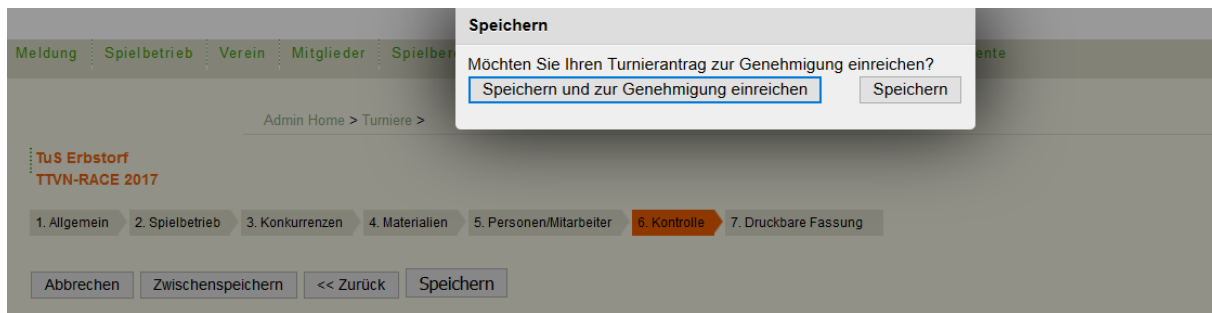 Speichern
Meldung Spielbetrieb Verein Mitglieder Spielber ente
Möchten Sie Ihren Turnierantrag zur Genehmigung einreichen?
Speichern und zur Genehmigung einreichen Speichern
Admin Home > Turniere >
TuS Erbstorf
TTVN-RACE 2017
1. Allgemein 2. Spielbetrieb 3. Konkurrenzen 4. Materialien 5. Personen/Mitarbeiter 6. Kontrolle 7. Druckbare Fassung
Abbrechen Zwischenspeichern << Zurück Speichern